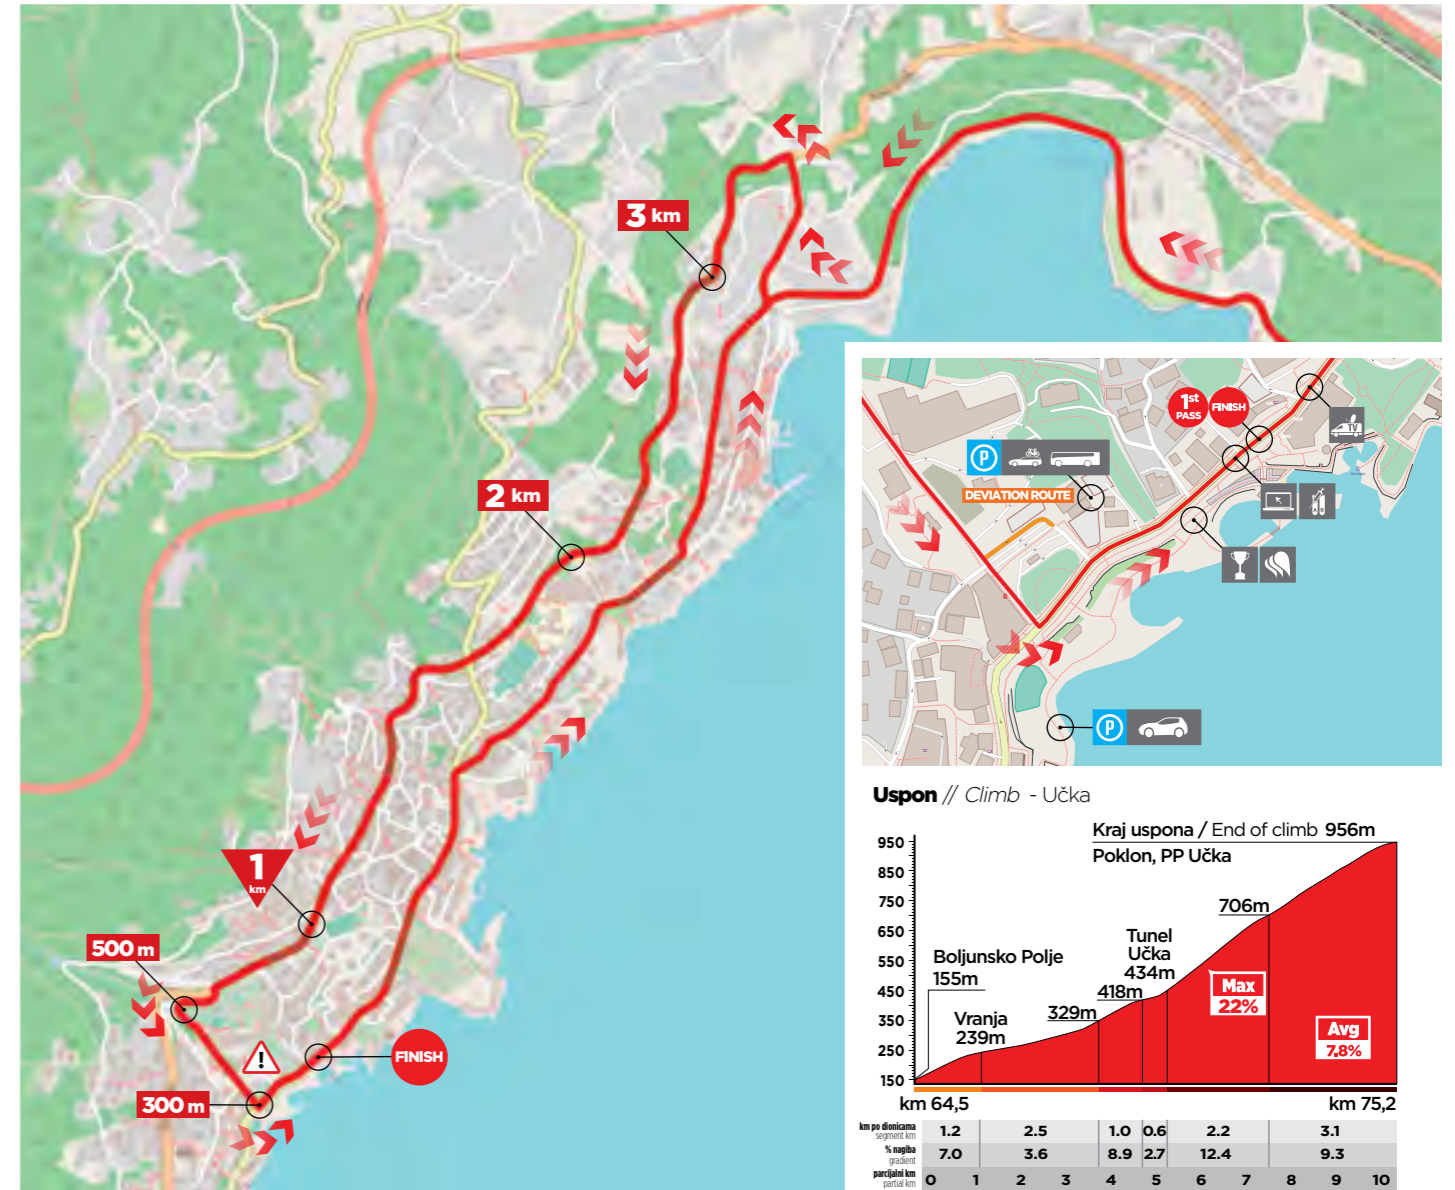 3 km
2 km
1
km
500 m
300 m
!
FINISH
1st
PASS
FINISH
TV
P
DEVIATION ROUTE
P
Uspon // Climb - Učka
Kraj uspona / End of climb 956m
Poklon, PP Učka
950
850
750
650
550
450
350
250
150
Boljunsko Polje
155m
Vranja
239m
329m
418m
Tunel
Učka
434m
706m
Max
22%
Avg
7.8%
km 64,5
km 75,2
km po dionicama
segment km
1.2 2.5 1.0 0.6 2.2 3.1
% nagiba
gradient
7.0 3.6 8.9 2.7 12.4 9.3
parcijalni km
partial km
0 1 2 3 4 5 6 7 8 9 10